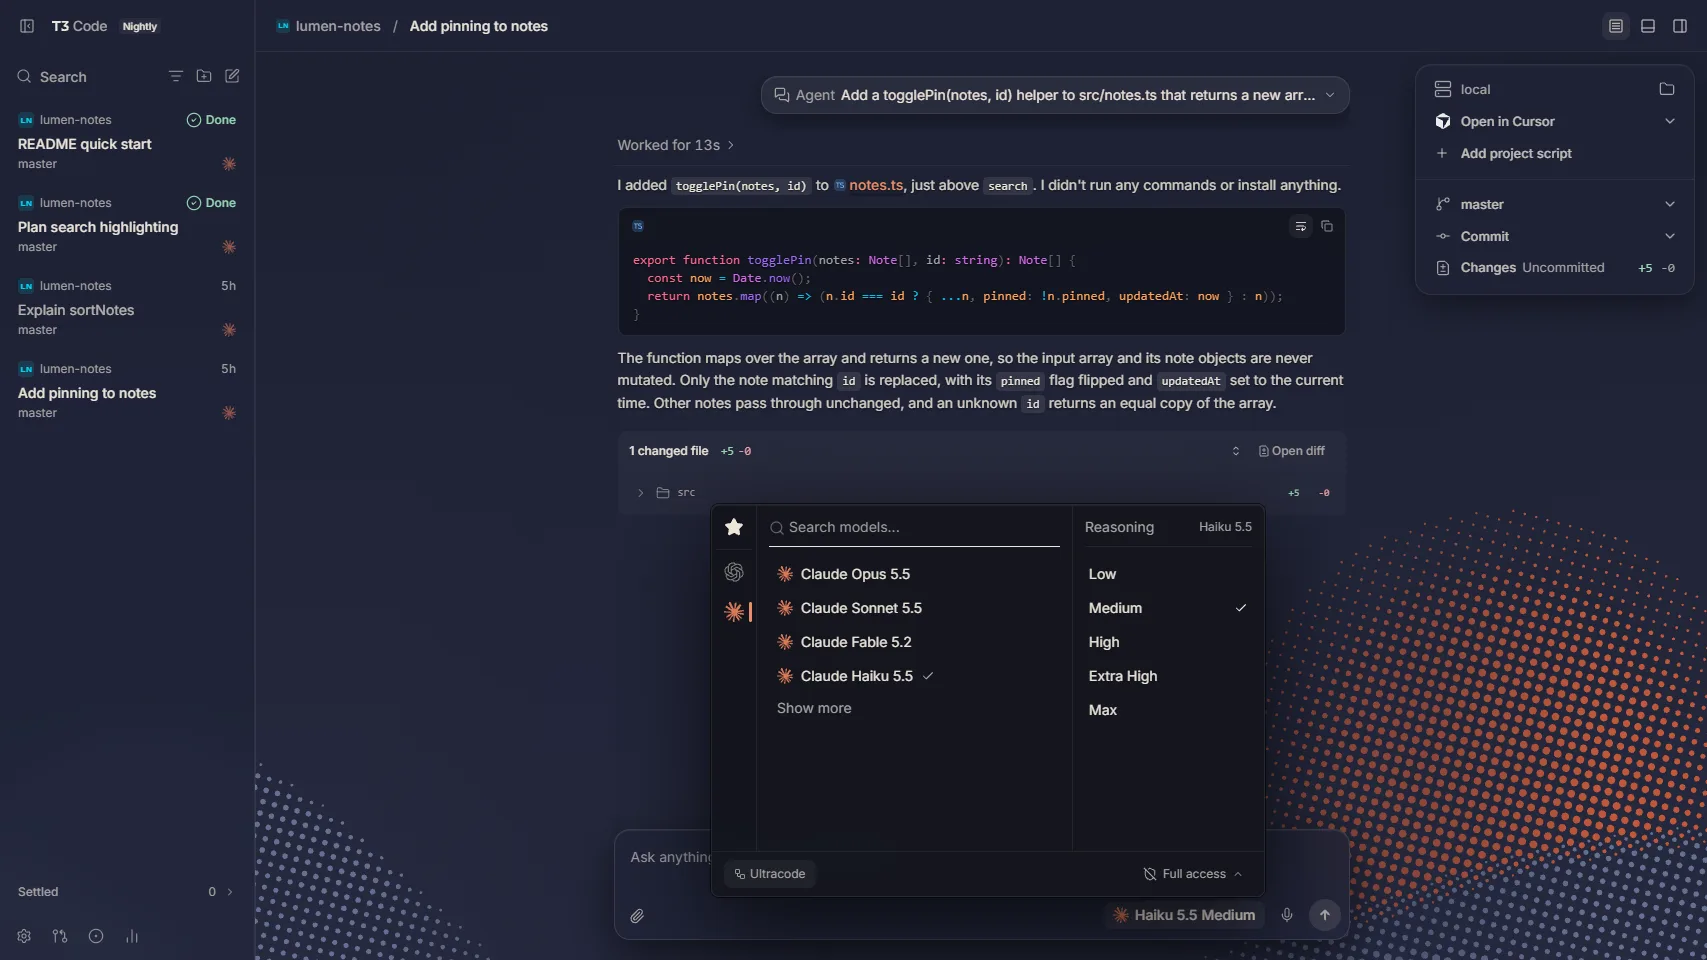 T3 Code Nightly
Search
LN lumen-notes Done
README quick start
master
LN lumen-notes Done
Plan search highlighting
master
LN lumen-notes 5h
Explain sortNotes
master
LN lumen-notes 5h
Add pinning to notes
master
Settled 0
LN lumen-notes / Add pinning to notes
Agent Add a togglePin(notes, id) helper to src/notes.ts that returns a new arr...
Worked for 13s
I added togglePin(notes, id) to TS notes.ts, just above search. I didn't run any commands or install anything.
TS
export function togglePin(notes: Note[], id: string): Note[] {
const now = Date.now();
return notes.map((n) => (n.id === id ? { ...n, pinned: !n.pinned, updatedAt: now } : n));
}
The function maps over the array and returns a new one, so the input array and its note objects are never
mutated. Only the note matching id is replaced, with its pinned flag flipped and updatedAt set to the current
time. Other notes pass through unchanged, and an unknown id returns an equal copy of the array.
1 changed file +5 -0 Open diff
src +5 -0
Search models...
Claude Opus 5.5
Claude Sonnet 5.5
Claude Fable 5.2
Claude Haiku 5.5
Show more
Reasoning Haiku 5.5
Low
Medium
High
Extra High
Max
Ultracode Full access
Ask anything
Haiku 5.5 Medium
local
Open in Cursor
Add project script
master
Commit
Changes Uncommitted +5 -0